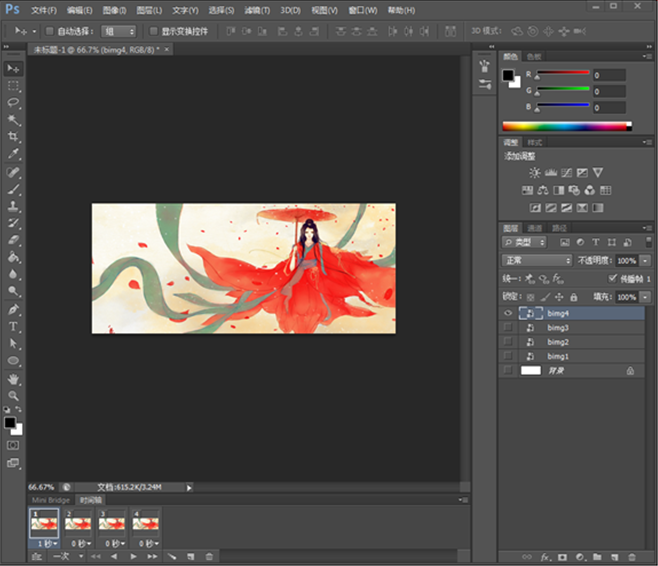 Ps 文件(F) 编辑(E) 图像(I) 图层(L) 文字(Y) 选择(S) 滤镜(T) 3D(D) 视图(V) 窗口(W) 帮助(H)
自动选择: 组 显示变换控件 3D 模式:
未标题-1 @ 66.7% (bimg4, RGB/8) * ×
颜色 色板
R 0
G 0
B 0
调整 样式
添加调整
图层 通道 路径
类型
正常 不透明度: 100%
统一: 传播帧 1
锁定: 填充: 100%
bimg4
bimg3
bimg2
bimg1
背景
66.67% 文档:615.2K/3.24M
Mini Bridge 时间轴
1 2 3 4
1 秒 0 秒 0 秒 0 秒
一次
fx